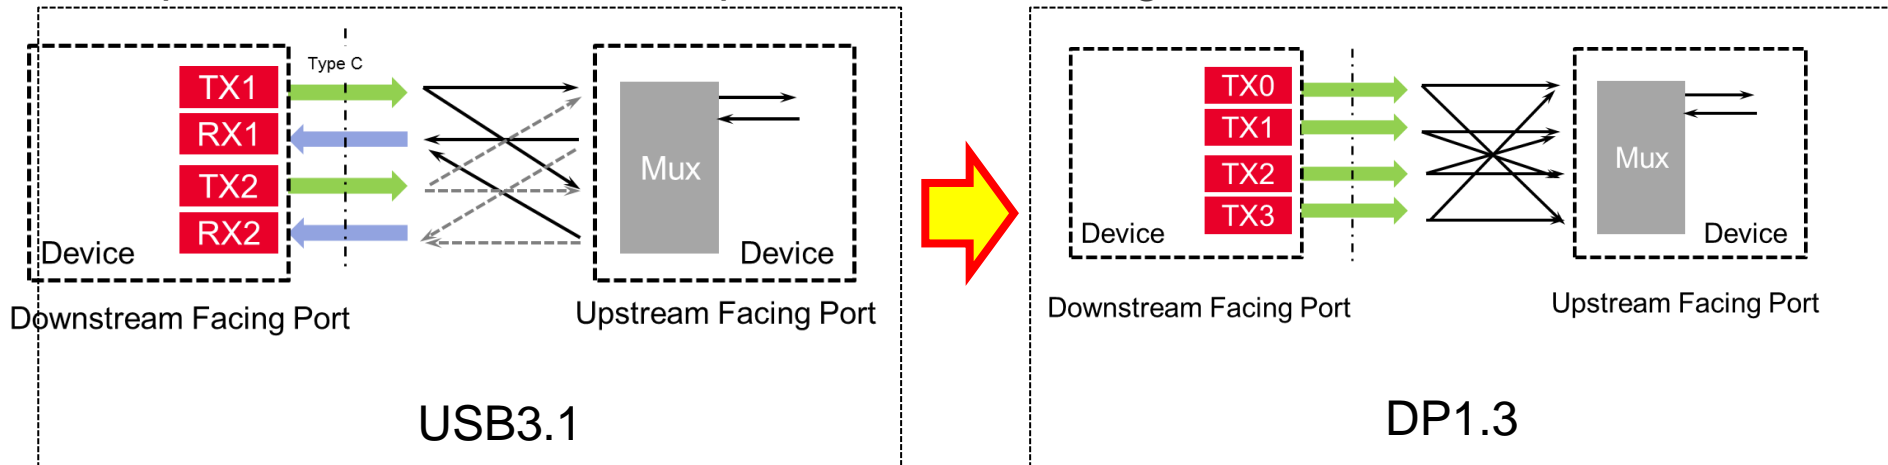 Type C
TX1
RX1
TX2
RX2
Device
Mux
Device
Downstream Facing Port
Upstream Facing Port
USB3.1
TX0
TX1
TX2
TX3
Device
Mux
Device
Downstream Facing Port
Upstream Facing Port
DP1.3